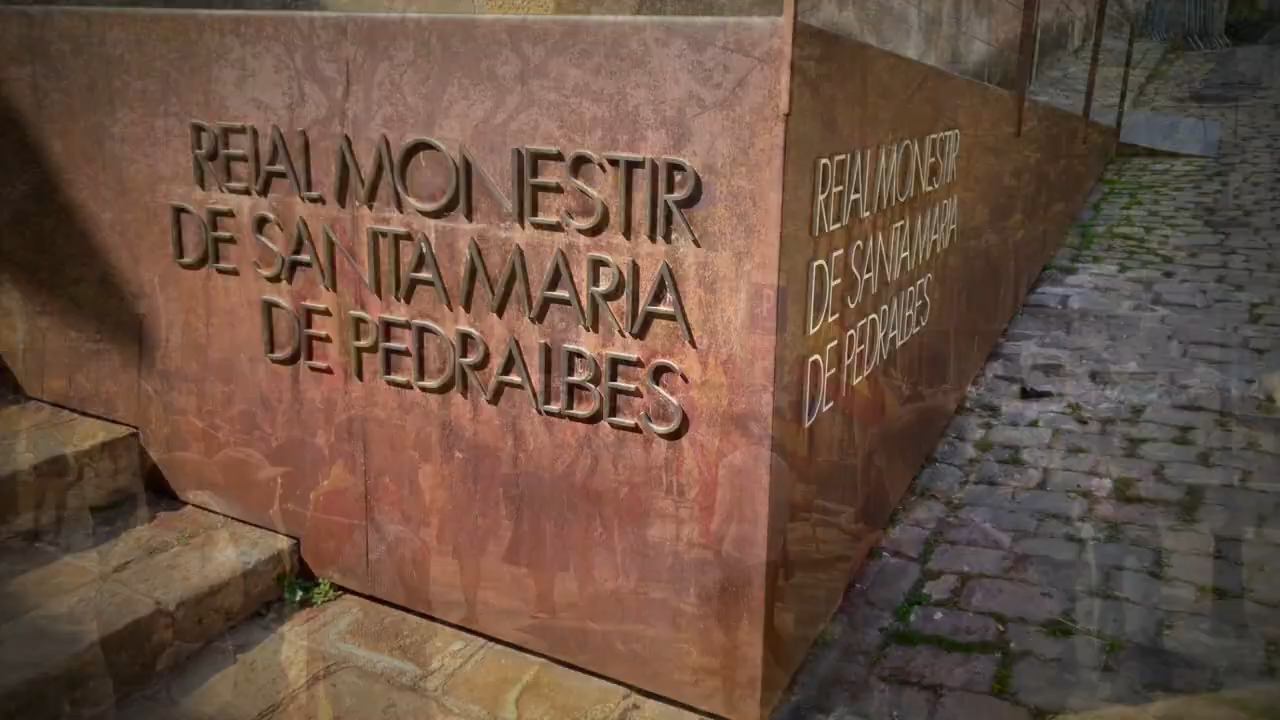 REIAL MONESTIR
DE SANTA MARIA
DE PEDRALBES
REIAL MONESTIR
DE SANTA MARIA
DE PEDRALBES